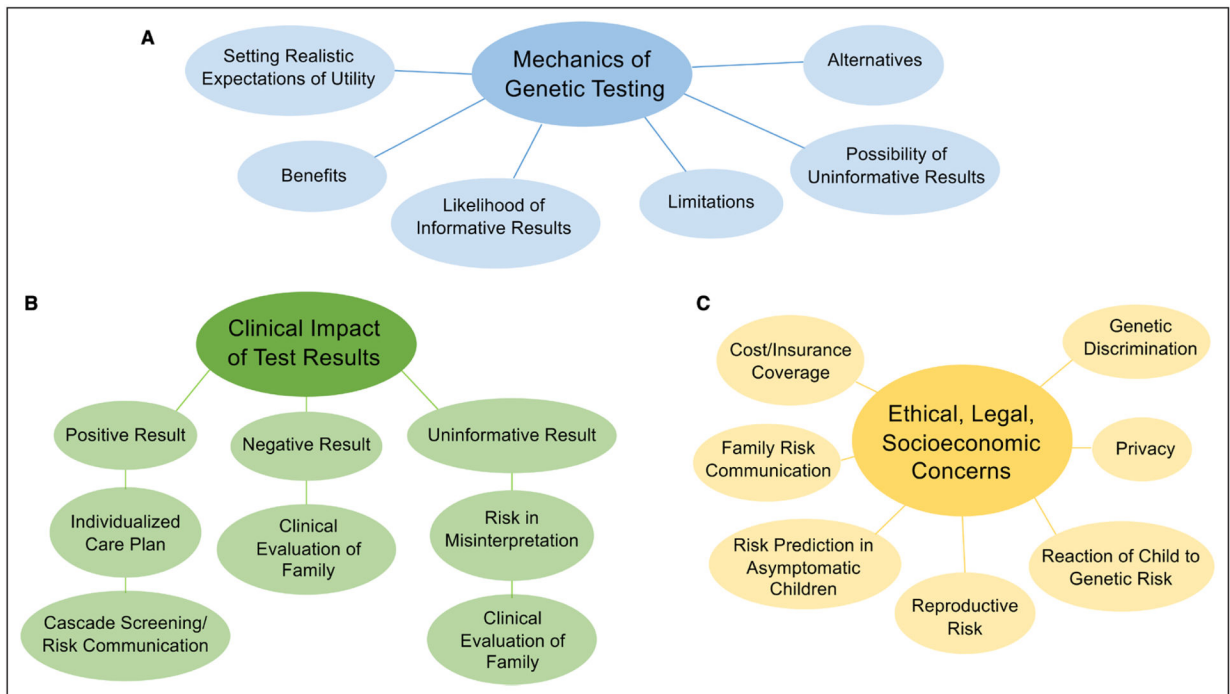 A
Setting Realistic
Expectations of Utility
Mechanics of
Genetic Testing
Alternatives
Benefits
Likelihood of
Informative Results
Limitations
Possibility of
Uninformative Results
B
Clinical Impact
of Test Results
Positive Result
Negative Result
Uninformative Result
Individualized
Care Plan
Clinical
Evaluation of
Family
Risk in
Misinterpretation
Cascade Screening/
Risk Communication
Clinical
Evaluation of
Family
C
Cost/Insurance
Coverage
Genetic
Discrimination
Ethical, Legal,
Socioeconomic
Concerns
Family Risk
Communication
Privacy
Risk Prediction in
Asymptomatic
Children
Reproductive
Risk
Reaction of Child to
Genetic Risk